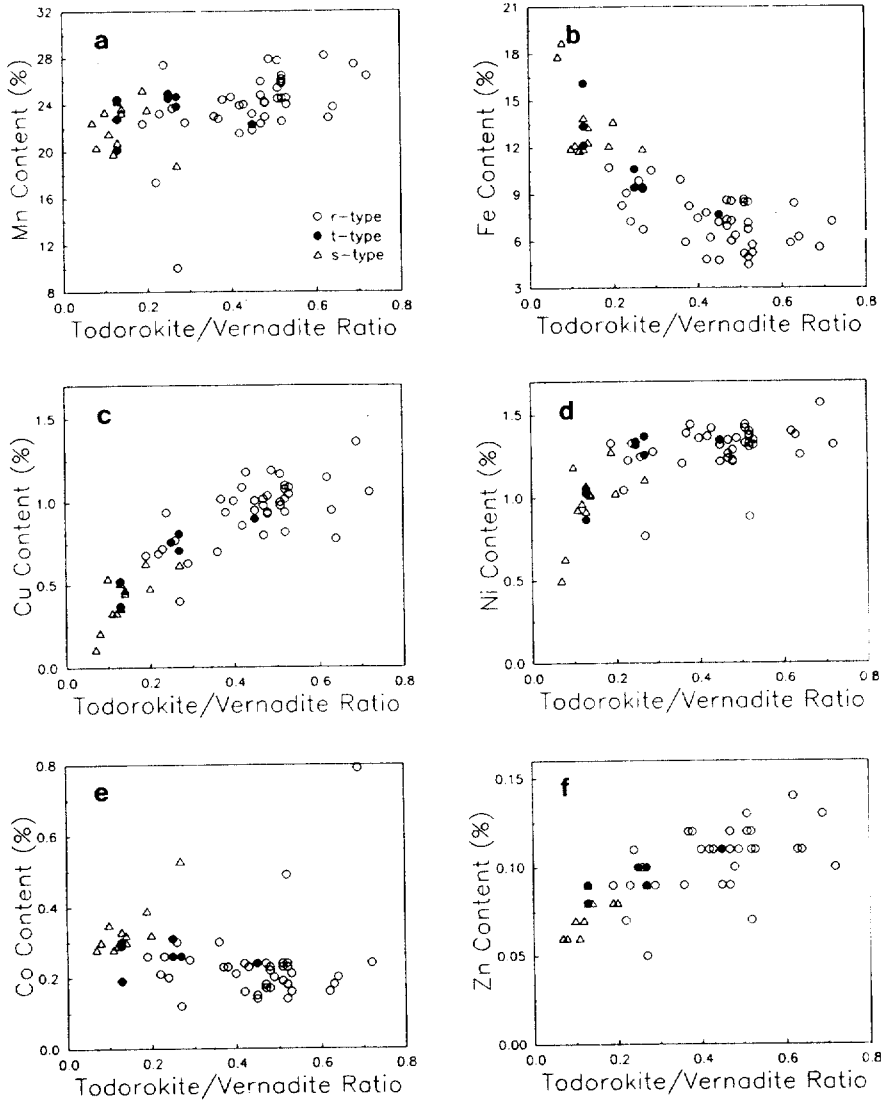 a
Mn Content (%)
32
28
24
20
16
12
8
0.0 0.2 0.4 0.6 0.8
Todorokite/Vernadite Ratio
○ r-type
● t-type
△ s-type
b
Fe Content (%)
21
18
15
12
9
6
3
0.0 0.2 0.4 0.6 0.8
Todorokite/Vernadite Ratio
c
Cu Content (%)
1.5
1.0
0.5
0.0
0.0 0.2 0.4 0.6 0.8
Todorokite/Vernadite Ratio
d
Ni Content (%)
1.5
1.0
0.5
0.0
0.0 0.2 0.4 0.6 0.8
Todorokite/Vernadite Ratio
e
Co Content (%)
0.8
0.6
0.4
0.2
0.0
0.0 0.2 0.4 0.6 0.8
Todorokite/Vernadite Ratio
f
Zn Content (%)
0.15
0.10
0.05
0.00
0.0 0.2 0.4 0.6 0.8
Todorokite/Vernadite Ratio